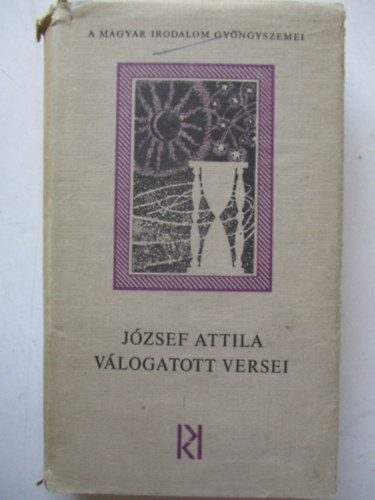 A MAGYAR IRODALOM GYÖNGYSZEMEI
JÓZSEF ATTILA
VÁLOGATOTT VERSEI